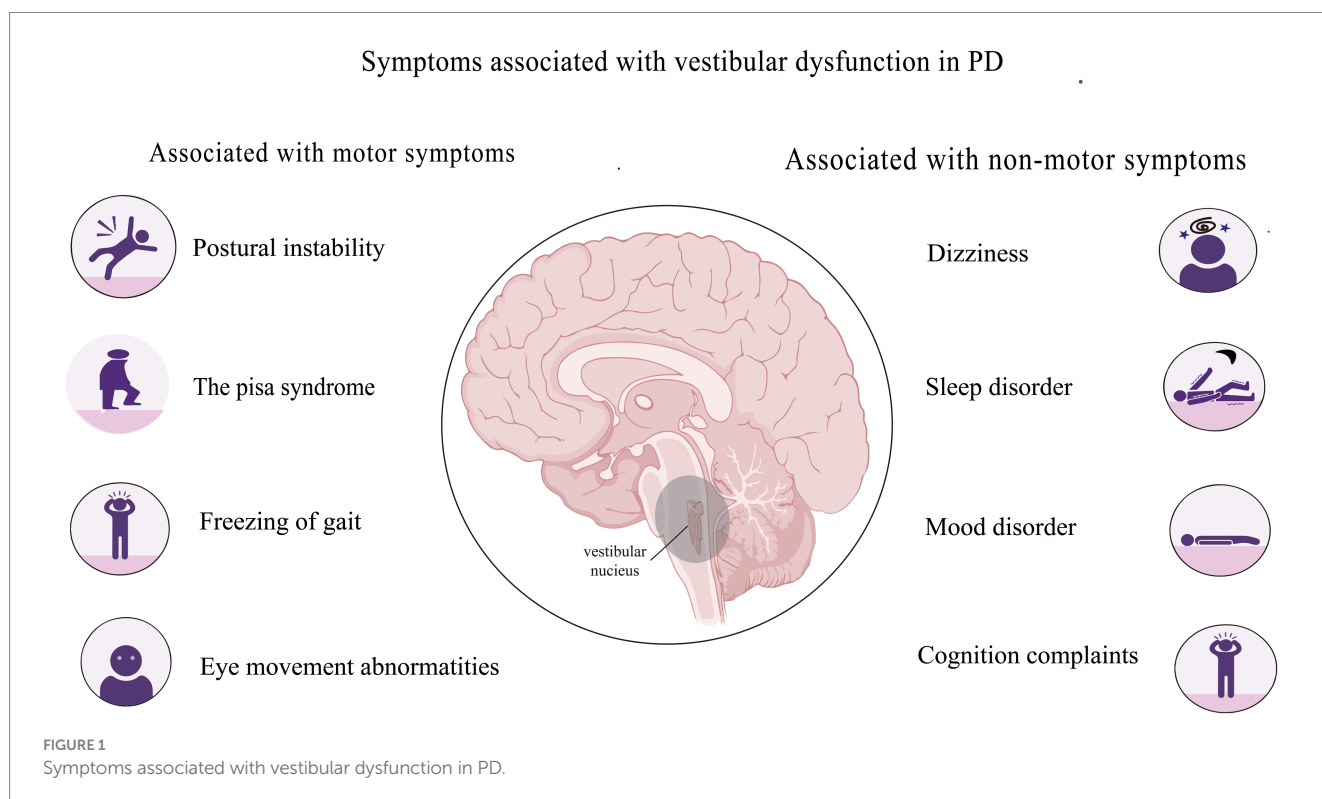 Symptoms associated with vestibular dysfunction in PD
Associated with motor symptoms
Postural instability
The pisa syndrome
Freezing of gait
Eye movement abnormatities
vestibular
nucieus
Associated with non-motor symptoms
Dizziness
Sleep disorder
Mood disorder
Cognition complaints
FIGURE 1
Symptoms associated with vestibular dysfunction in PD.